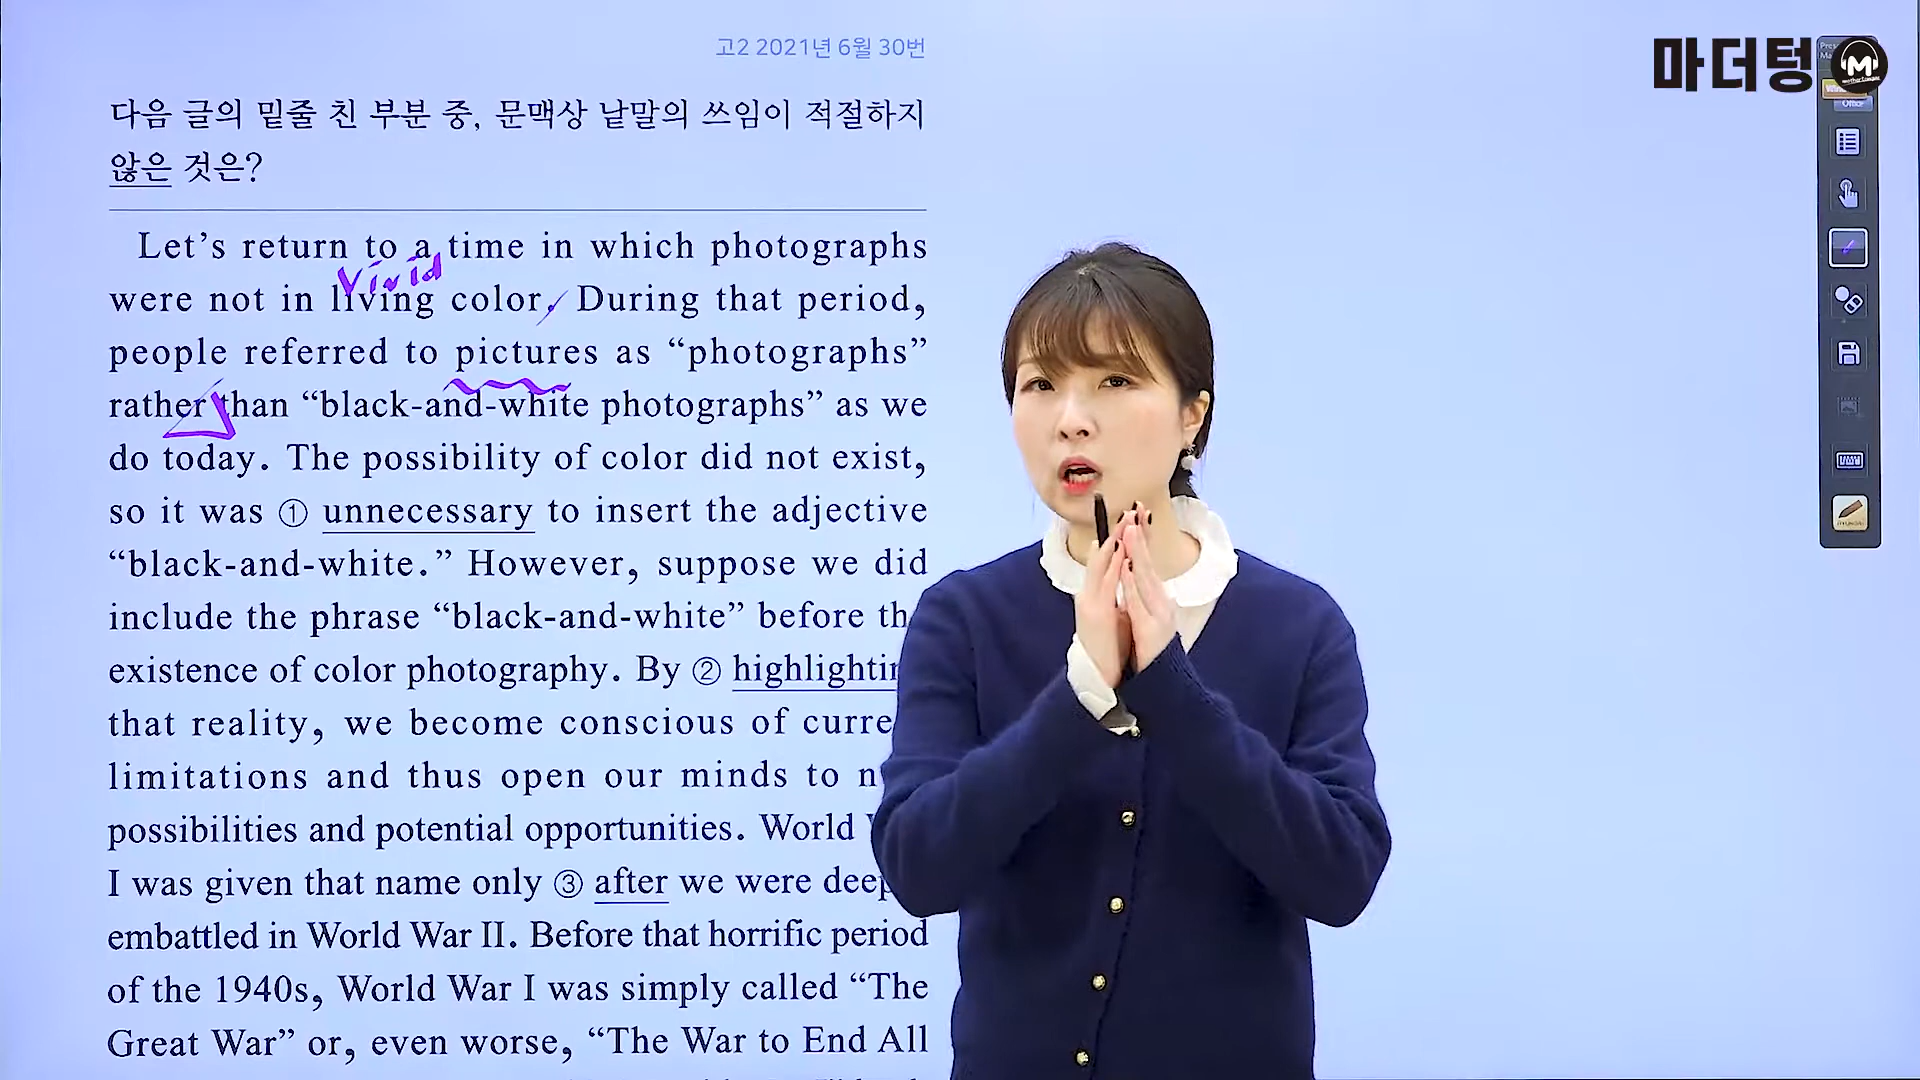 고2 2021년 6월 30번
마더텅
다음 글의 밑줄 친 부분 중, 문맥상 낱말의 쓰임이 적절하지
않은 것은?
Let's return to a time in which photographs
Vivid
were not in living color. During that period,
people referred to pictures as “photographs”
rather than “black-and-white photographs” as we
do today. The possibility of color did not exist,
so it was ① unnecessary to insert the adjective
“black-and-white.” However, suppose we did
include the phrase “black-and-white” before
existence of color photography. By ②
that reality, we become conscious of
limitations and thus open our minds to
possibilities and potential opportunities. World
I was given that name only ③ after we were
embattled in World War II. Before that horrific period
of the 1940s, World War I was simply called “The
Great War” or, even worse, “The War to End All